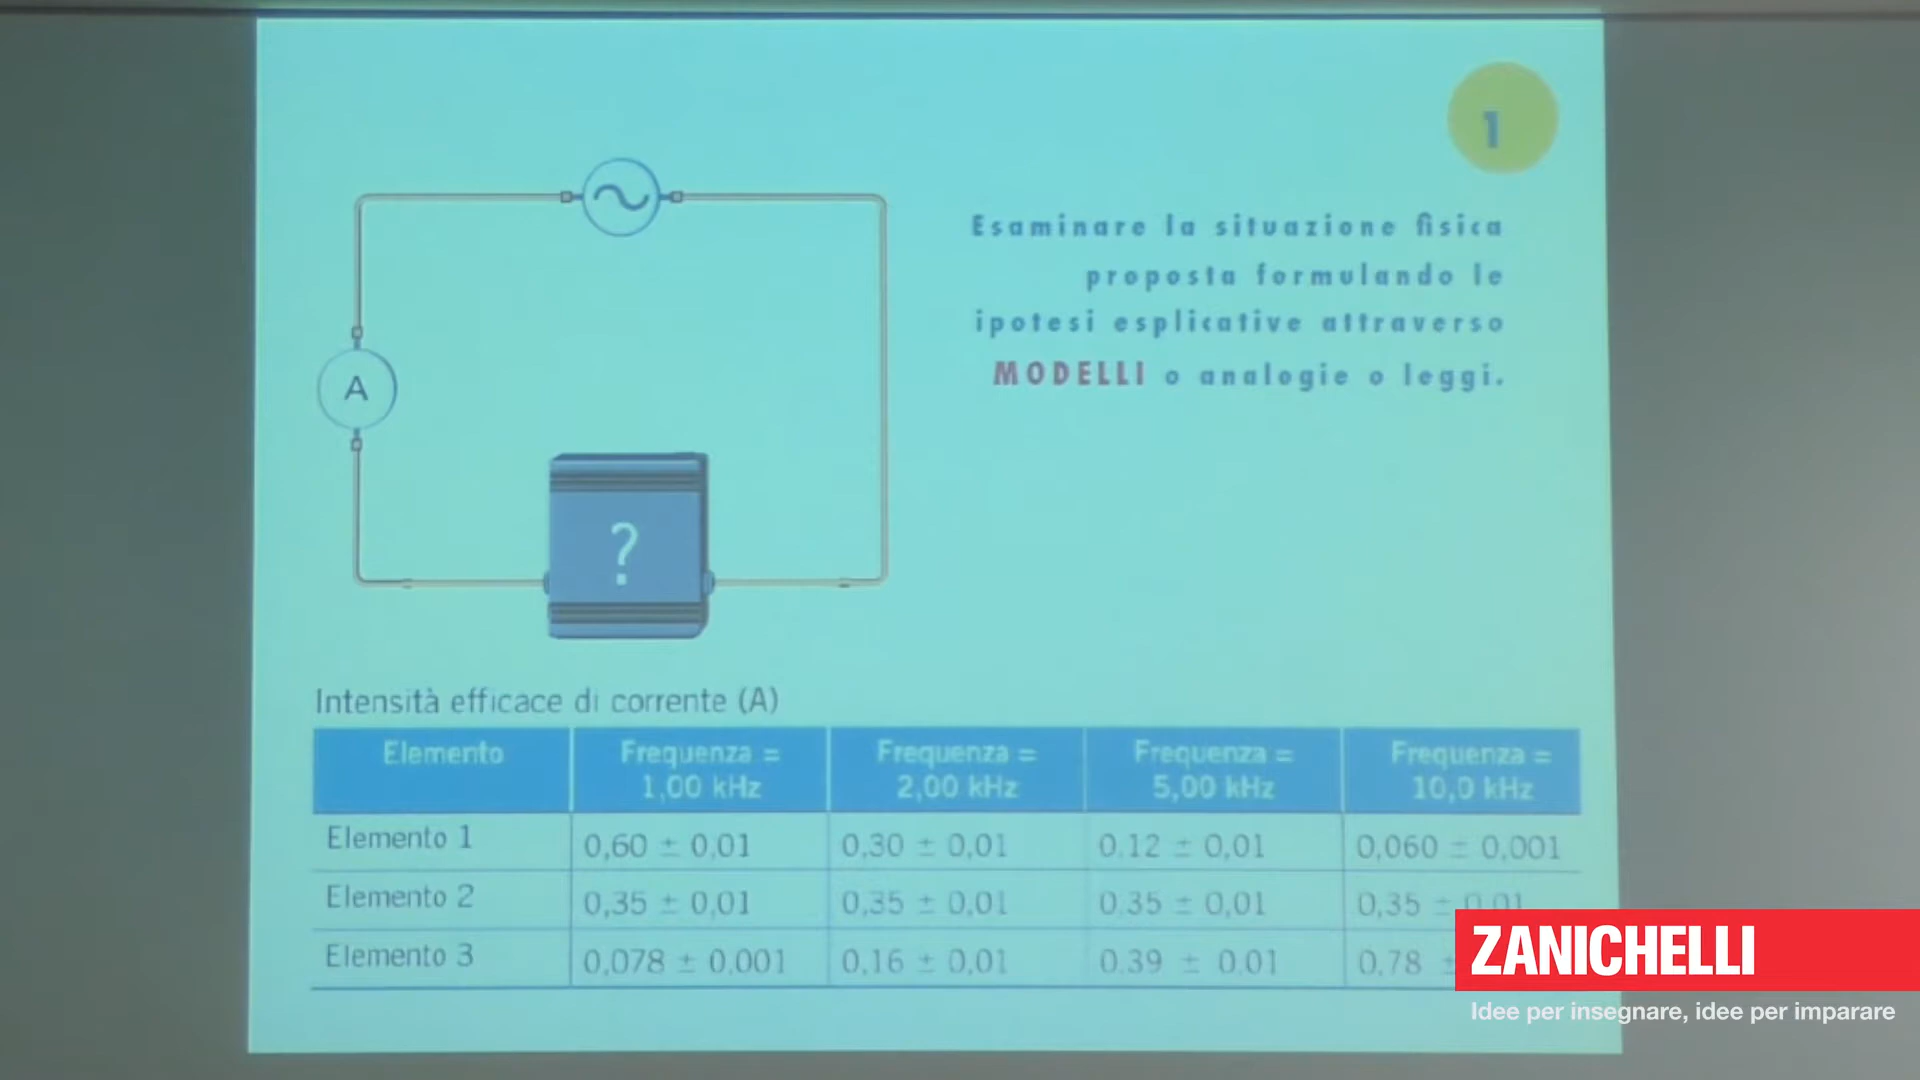 1
Esaminare la situazione fisica
proposta formulando le
ipotesi esplicative attraverso
MODELLI o analogie o leggi.
A
?
Intensità efficace di corrente (A)
Elemento Frequenza = 1,00 kHz Frequenza = 2,00 kHz Frequenza = 5,00 kHz Frequenza = 10,0 kHz
Elemento 1 0,60 ± 0,01 0,30 ± 0,01 0,12 ± 0,01 0,060 ± 0,001
Elemento 2 0,35 ± 0,01 0,35 ± 0,01 0,35 ± 0,01 0,35 ± 0,01
Elemento 3 0,078 ± 0,001 0,16 ± 0,01 0,39 ± 0,01 0,78 ±
ZANICHELLI
Idee per insegnare, idee per imparare